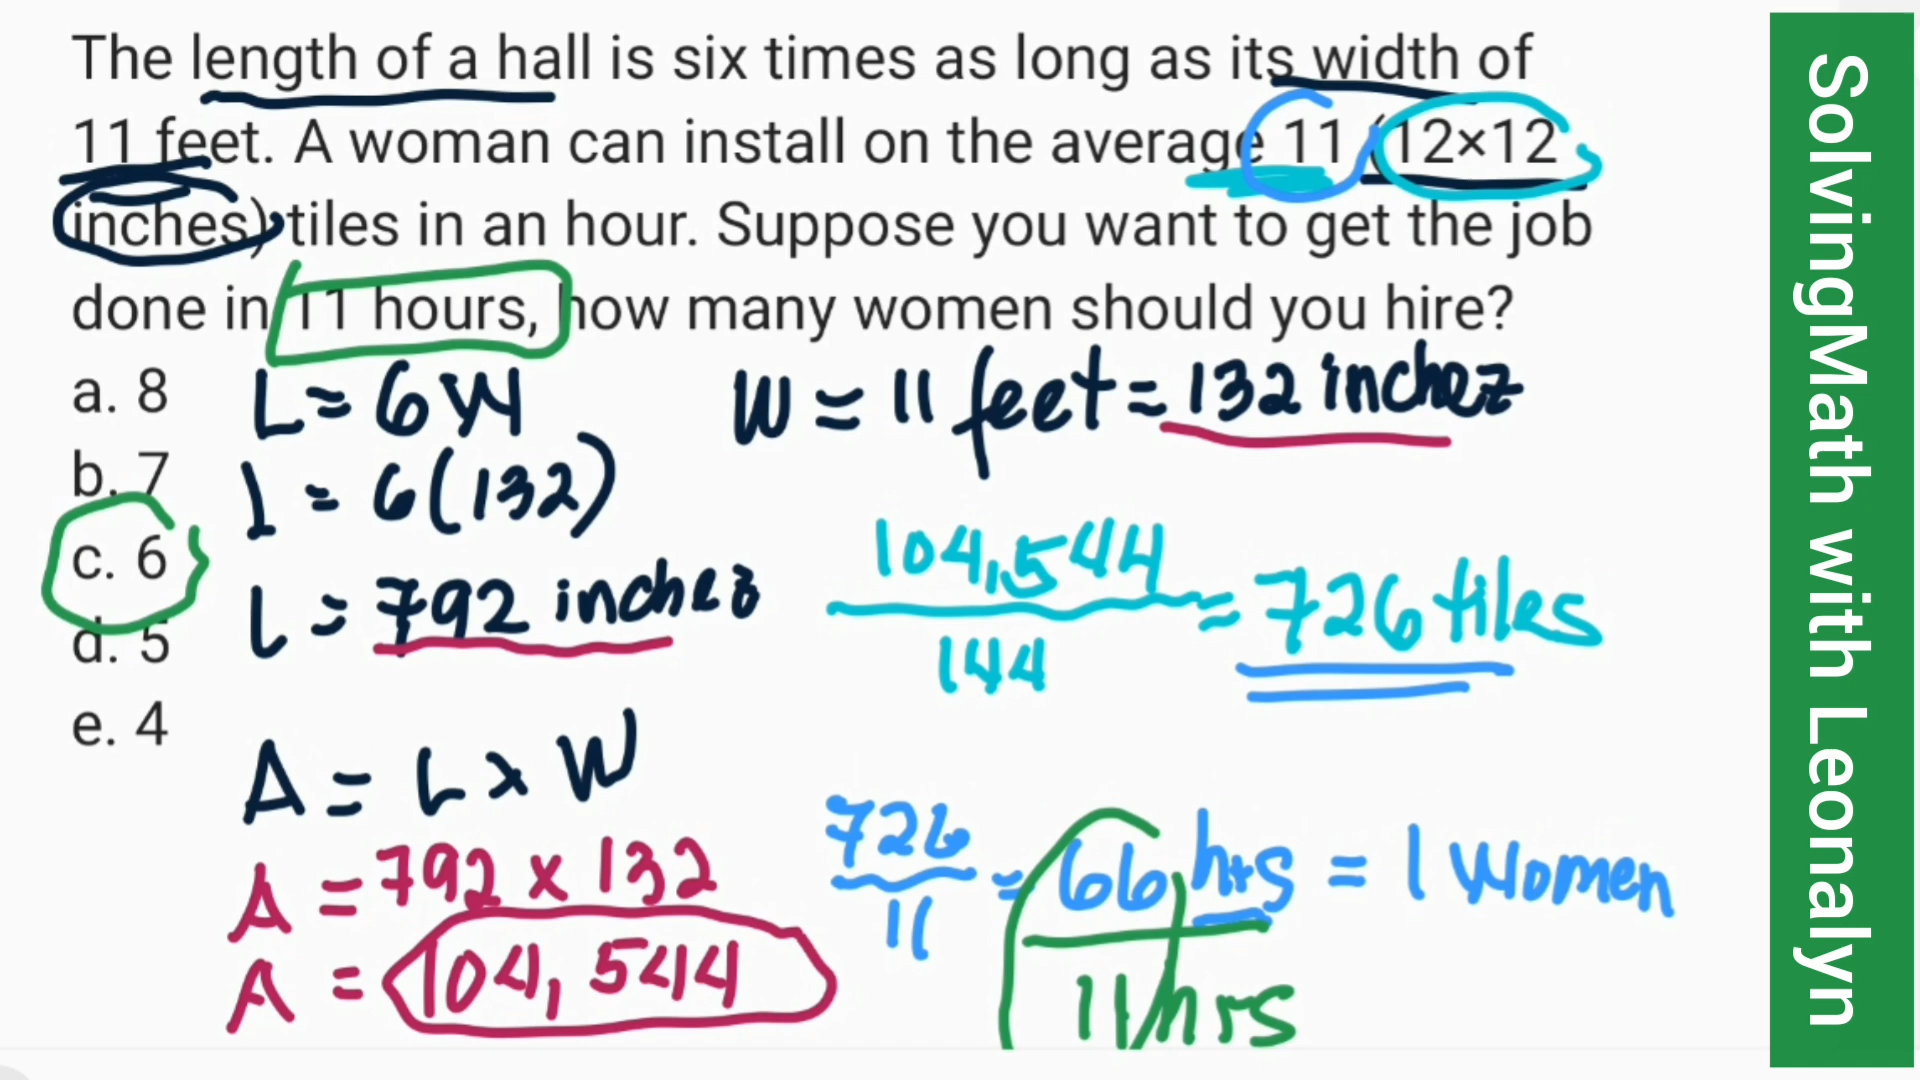 The length of a hall is six times as long as its width of
11 feet. A woman can install on the average 11 (12×12
inches) tiles in an hour. Suppose you want to get the job
done in 11 hours, how many women should you hire?
a. 8
b. 7
c. 6
d. 5
e. 4
L = 6W
L = 6(132)
L = 792 inches
A = L x W
A = 792 x 132
A = 104,544
W = 11 feet = 132 inches
104,544
144
= 726 tiles
726
11
= 66 hrs = 1 Women
11 hrs
SolvingMath with Leonalyn